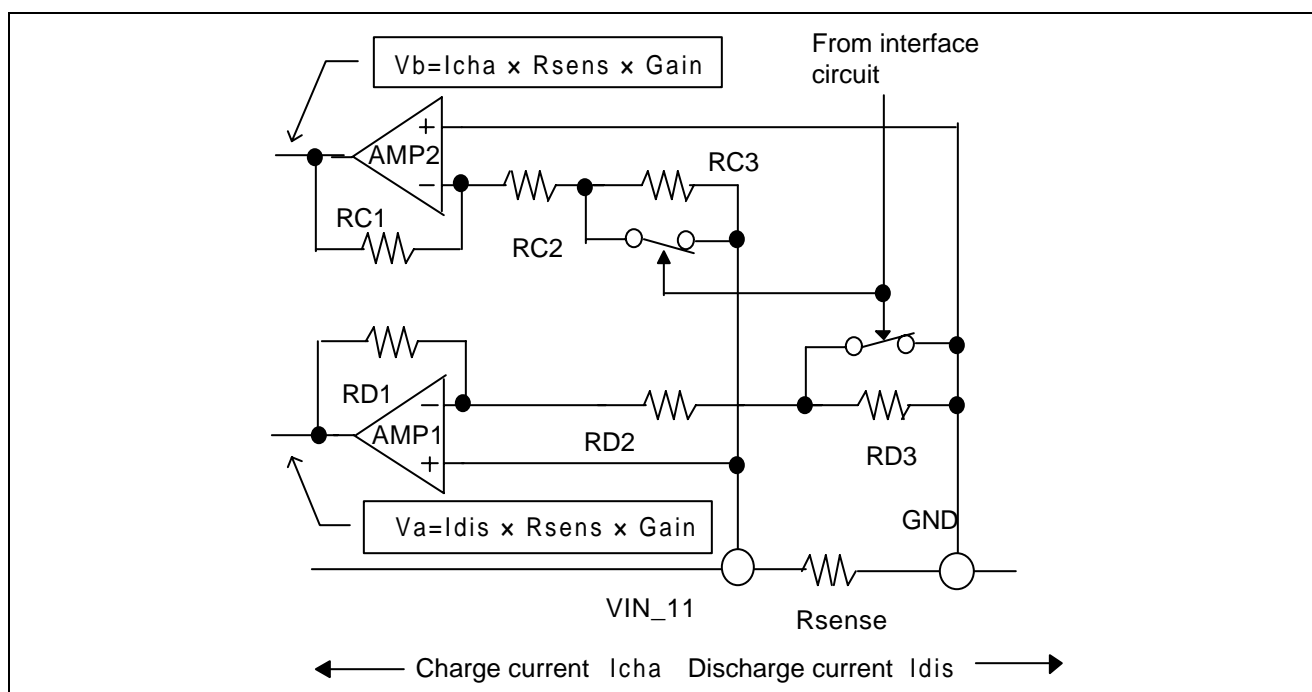 From interface
circuit
Vb=Icha × Rsens × Gain
+
AMP2
−
RC3
RC1
RC2
RD1
−
AMP1
+
RD2
RD3
Va=Idis × Rsens × Gain
GND
VIN_11
Rsense
Charge current Icha Discharge current Idis